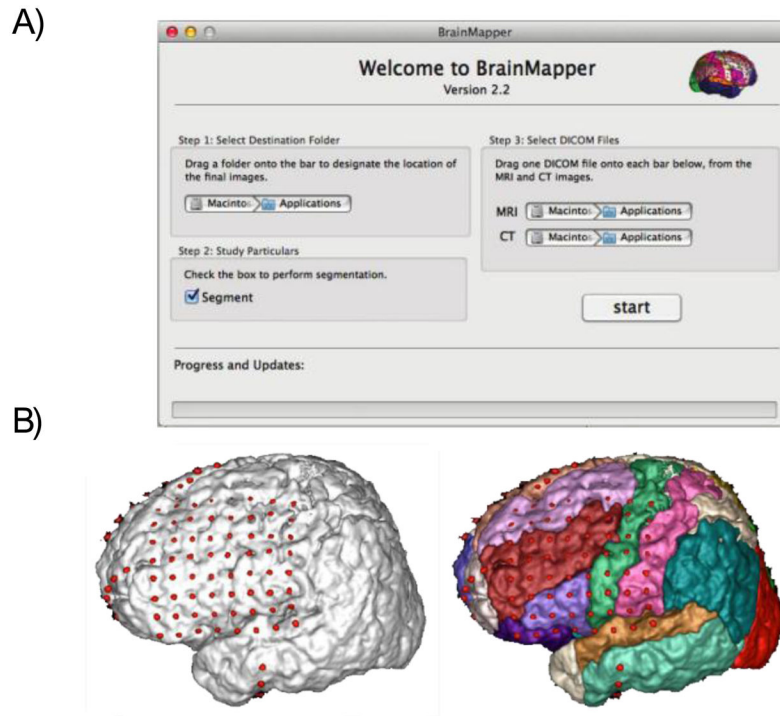 A)
BrainMapper
Welcome to BrainMapper
Version 2.2
Step 1: Select Destination Folder
Drag a folder onto the bar to designate the location of
the final images.
Macinto Applications
Step 2: Study Particulars
Check the box to perform segmentation.
Segment
Step 3: Select DICOM Files
Drag one DICOM file onto each bar below, from the
MRI and CT images.
MRI Macinto Applications
CT Macinto Applications
start
Progress and Updates:
B)